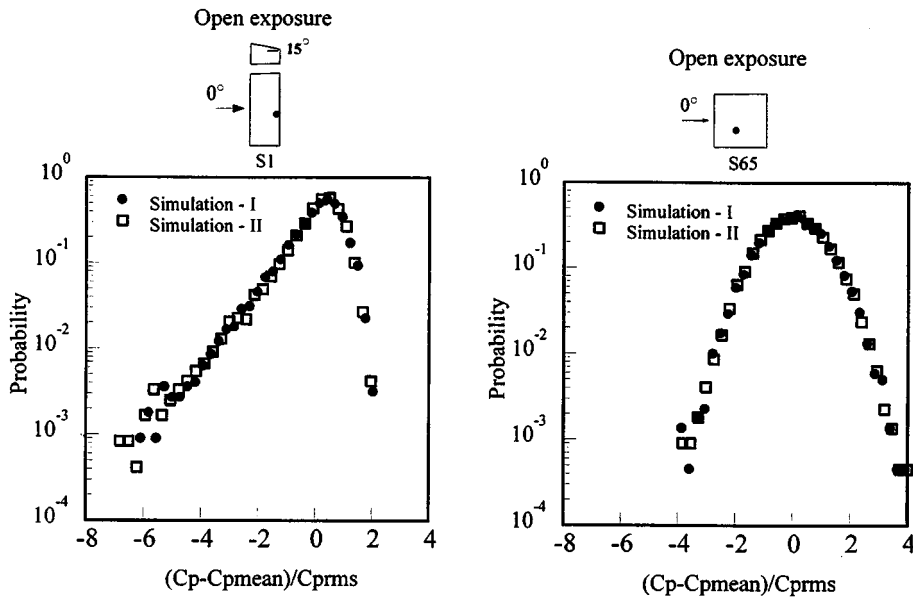 Open exposure
15°
0°
S1
10^0
10^-1
10^-2
10^-3
10^-4
Probability
Simulation - I
Simulation - II
-8 -6 -4 -2 0 2 4
(Cp-Cpmean)/Cprms
Open exposure
0°
S65
10^0
10^-1
10^-2
10^-3
10^-4
Probability
Simulation - I
Simulation - II
-8 -6 -4 -2 0 2 4
(Cp-Cpmean)/Cprms